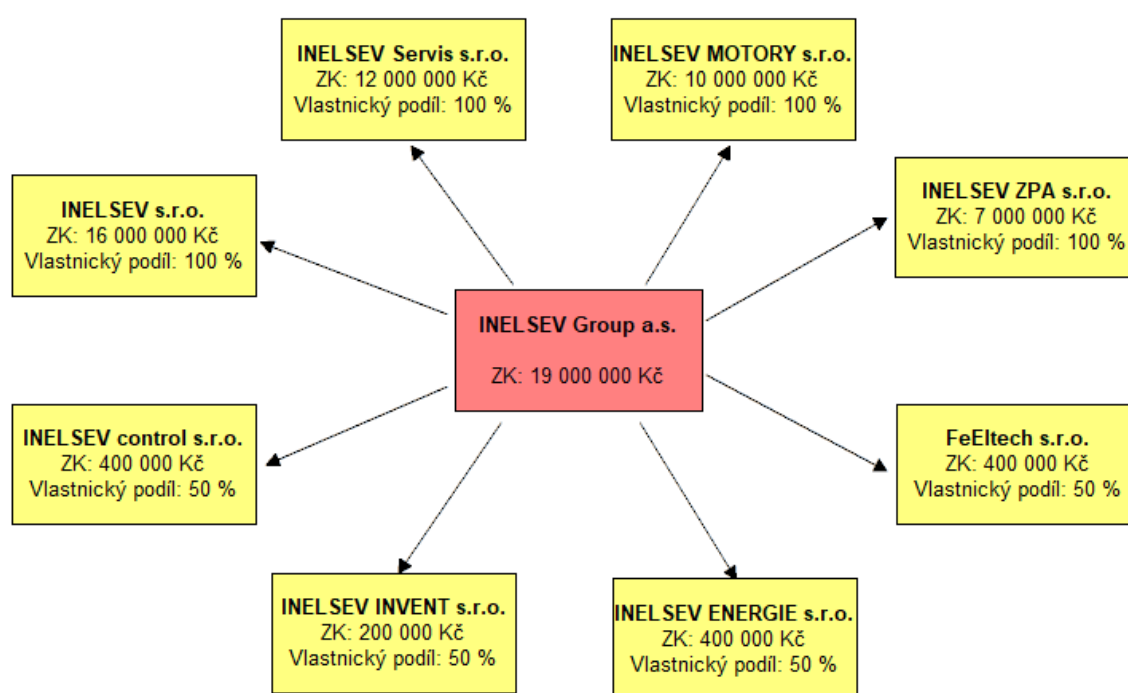 INELSEV Servis s.r.o.
ZK: 12 000 000 Kč
Vlastnický podíl: 100 %
INELSEV MOTORY s.r.o.
ZK: 10 000 000 Kč
Vlastnický podíl: 100 %
INELSEV s.r.o.
ZK: 16 000 000 Kč
Vlastnický podíl: 100 %
INELSEV ZPA s.r.o.
ZK: 7 000 000 Kč
Vlastnický podíl: 100 %
INELSEV Group a.s.
ZK: 19 000 000 Kč
INELSEV control s.r.o.
ZK: 400 000 Kč
Vlastnický podíl: 50 %
FeEltech s.r.o.
ZK: 400 000 Kč
Vlastnický podíl: 50 %
INELSEV INVENT s.r.o.
ZK: 200 000 Kč
Vlastnický podíl: 50 %
INELSEV ENERGIE s.r.o.
ZK: 400 000 Kč
Vlastnický podíl: 50 %